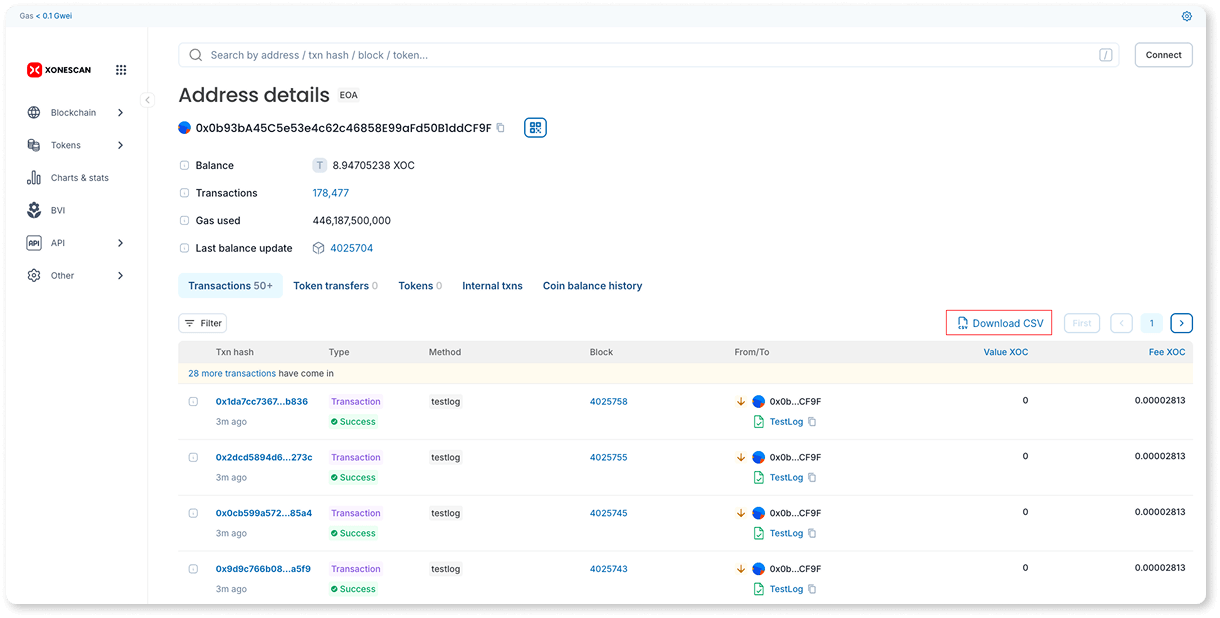 Gas < 0.1 Gwei
XONESCAN
Search by address / txn hash / block / token...
/
Connect
Blockchain
Tokens
Charts & stats
BVI
API API
Other
Address details EOA
0x0b93bA45C5e53e4c62c46858E99aFd50B1ddCF9F
Balance T 8.94705238 XOC
Transactions 178,477
Gas used 446,187,500,000
Last balance update 4025704
Transactions 50+ Token transfers 0 Tokens 0 Internal txns Coin balance history
Filter CSV Download CSV First < 1 >
Txn hash Type Method Block From/To Value XOC Fee XOC
28 more transactions have come in
0x1da7cc7367...b836 Transaction testlog 4025758 0x0b...CF9F 0 0.00002813
3m ago Success TestLog
0x2dcd5894d6...273c Transaction testlog 4025755 0x0b...CF9F 0 0.00002813
3m ago Success TestLog
0x0cb599a572...85a4 Transaction testlog 4025745 0x0b...CF9F 0 0.00002813
3m ago Success TestLog
0x9d9c766b08...a5f9 Transaction testlog 4025743 0x0b...CF9F 0 0.00002813
3m ago Success TestLog